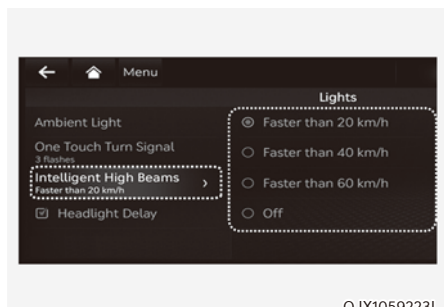 Menu
Lights
Ambient Light
One Touch Turn Signal
3 flashes
Intelligent High Beams
Faster than 20 km/h
Headlight Delay
Faster than 20 km/h
Faster than 40 km/h
Faster than 60 km/h
Off
OJX1059223L